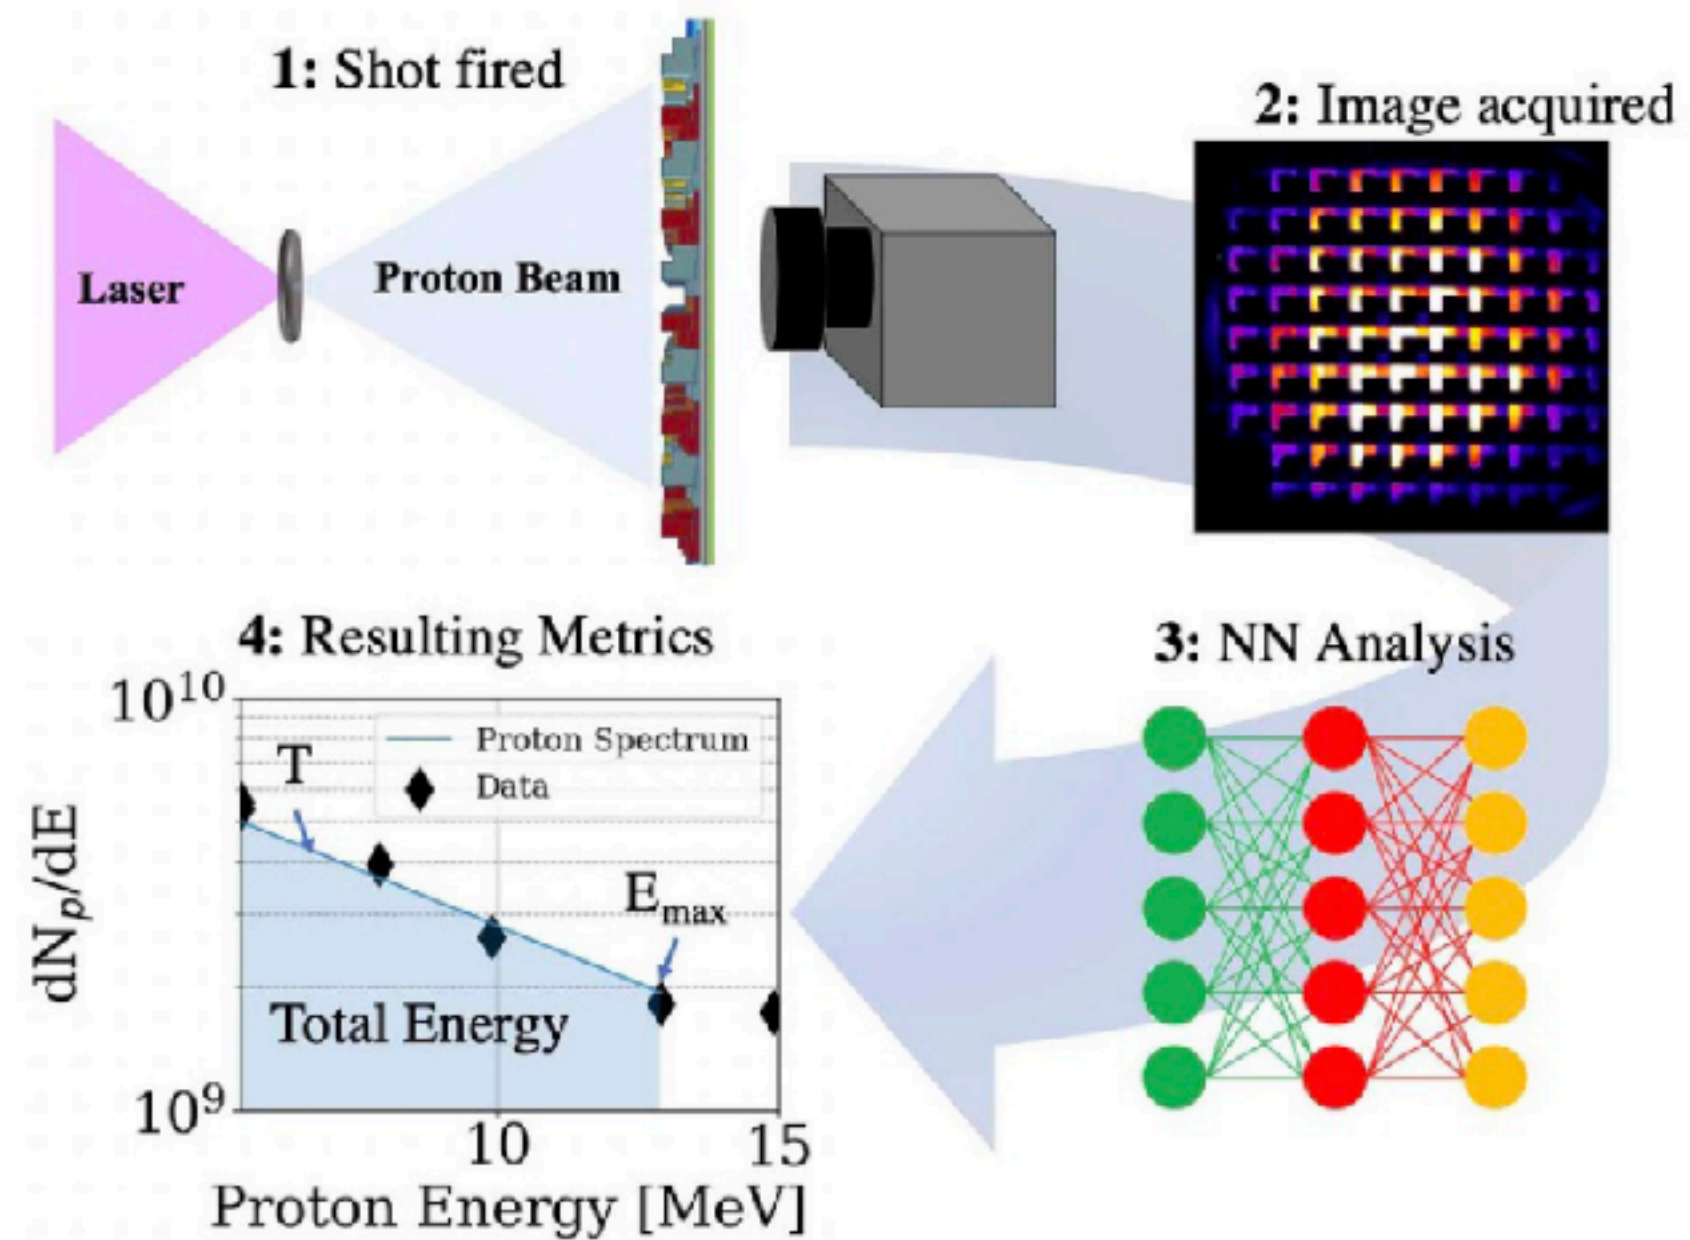 1: Shot fired
Laser
Proton Beam
2: Image acquired
3: NN Analysis
4: Resulting Metrics
10^10
T
Proton Spectrum
Data
dN_p/dE
E_max
Total Energy
10^9
10
15
Proton Energy [MeV]